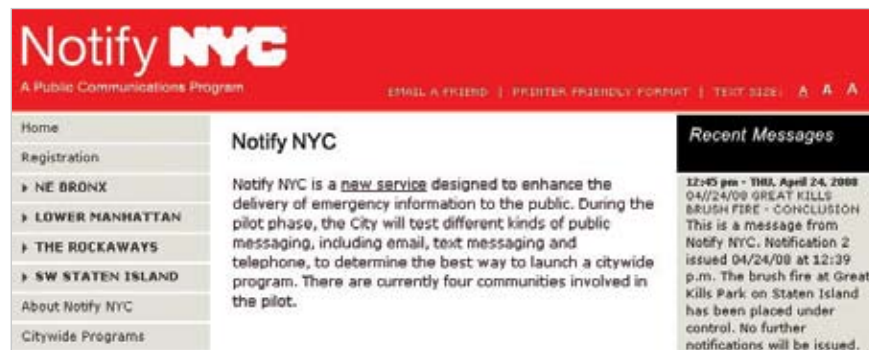 Notify NYC
A Public Communications Program
EMAIL A FRIEND | PRINTER FRIENDLY FORMAT | TEXT SIZE: A A A
Home
Registration
NE BRONX
LOWER MANHATTAN
THE ROCKAWAYS
SW STATEN ISLAND
About Notify NYC
Citywide Programs
Notify NYC
Notify NYC is a new service designed to enhance the
delivery of emergency information to the public. During the
pilot phase, the City will test different kinds of public
messaging, including email, text messaging and
telephone, to determine the best way to launch a citywide
program. There are currently four communities involved in
the pilot.
Recent Messages
12:45 pm - THU, April 24, 2008
04//24/08 GREAT KILLS
BRUSH FIRE - CONCLUSION
This is a message from
Notify NYC. Notification 2
issued 04/24/08 at 12:39
p.m. The brush fire at Great
Kills Park on Staten Island
has been placed under
control. No further
notifications will be issued.